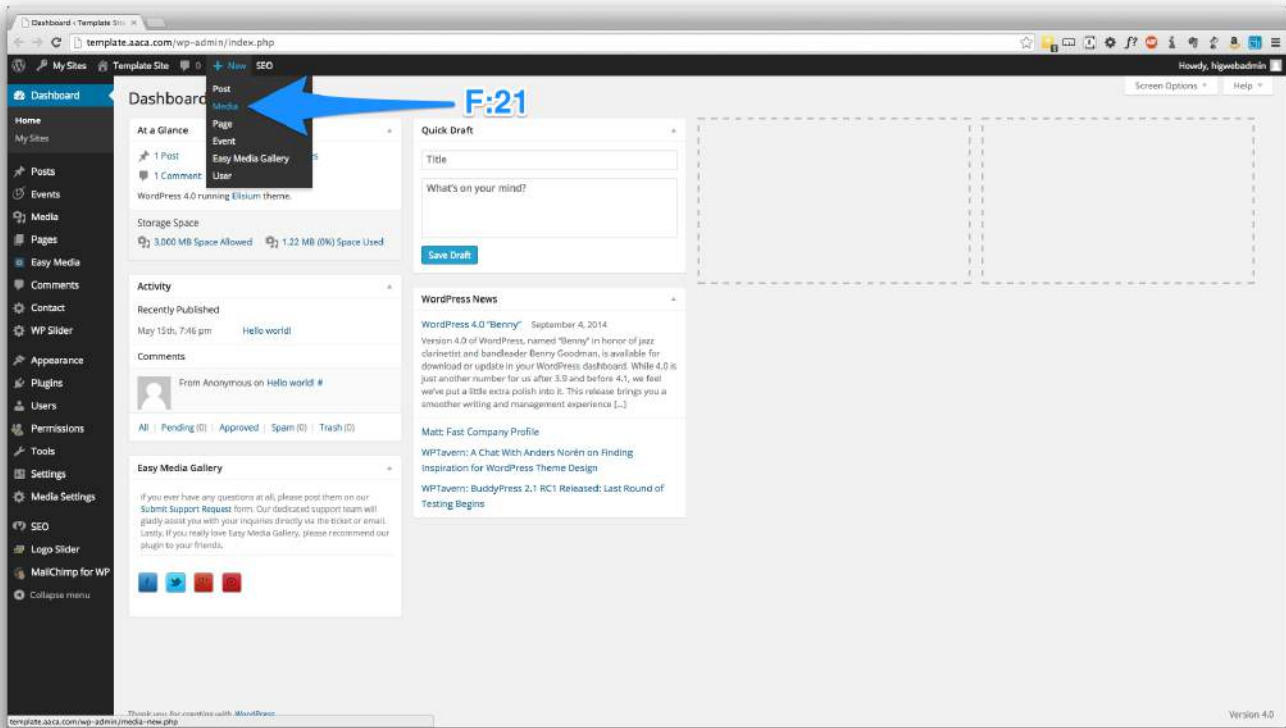 Dashboard ‹ Template Sit
template.aaca.com/wp-admin/index.php
f?
My Sites Template Site 0 + New SEO Howdy, higwebadmin
Screen Options Help
Post
Media
Page
Event
Easy Media Gallery
User
F:21
Dashboard
Home
My Sites
Posts
Events
Media
Pages
Easy Media
Comments
Contact
WP Slider
Appearance
Plugins
Users
Permissions
Tools
Settings
Media Settings
SEO
Logo Slider
MailChimp for WP
Collapse menu
Dashboard
At a Glance
1 Post
1 Comment
WordPress 4.0 running Elisium theme.
Storage Space
3,000 MB Space Allowed 1.22 MB (0%) Space Used
Activity
Recently Published
May 15th, 7:46 pm Hello world!
Comments
From Anonymous on Hello world! #
All | Pending (0) | Approved | Spam (0) | Trash (0)
Easy Media Gallery
If you ever have any questions at all, please post them on our
Submit Support Request form. Our dedicated support team will
gladly assist you with your inquiries directly via the ticket or email.
Lastly, if you really love Easy Media Gallery, please recommend our
plugin to your friends.
Quick Draft
Title
What's on your mind?
Save Draft
WordPress News
WordPress 4.0 "Benny" September 4, 2014
Version 4.0 of WordPress, named "Benny" in honor of jazz
clarinetist and bandleader Benny Goodman, is available for
download or update in your WordPress dashboard. While 4.0 is
just another number for us after 3.9 and before 4.1, we feel
we've put a little extra polish into it. This release brings you a
smoother writing and management experience […]
Matt: Fast Company Profile
WPTavern: A Chat With Anders Norén on Finding
Inspiration for WordPress Theme Design
WPTavern: BuddyPress 2.1 RC1 Released: Last Round of
Testing Begins
Thank you for creating with WordPress.
Version 4.0
template.aaca.com/wp-admin/media-new.php